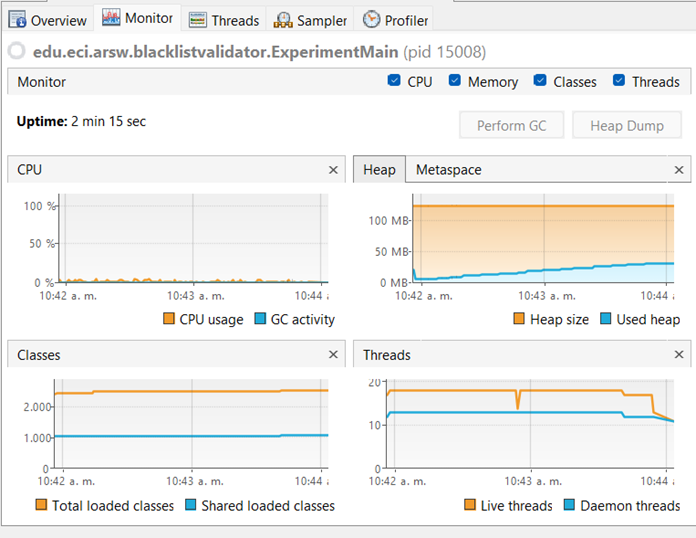 Overview Monitor Threads Sampler Profiler
edu.eci.arsw.blacklistvalidator.ExperimentMain (pid 15008)
Monitor CPU Memory Classes Threads
Uptime: 2 min 15 sec
Perform GC Heap Dump
CPU
100 %
50 %
0 %
10:42 a. m. 10:43 a. m. 10:44 a
CPU usage GC activity
Heap Metaspace
100 MB
50 MB
0 MB
10:42 a. m. 10:43 a. m. 10:44 a
Heap size Used heap
Classes
2.000
1.000
0
10:42 a. m. 10:43 a. m. 10:44 a
Total loaded classes Shared loaded classes
Threads
20
10
0
10:42 a. m. 10:43 a. m. 10:44 a
Live threads Daemon threads